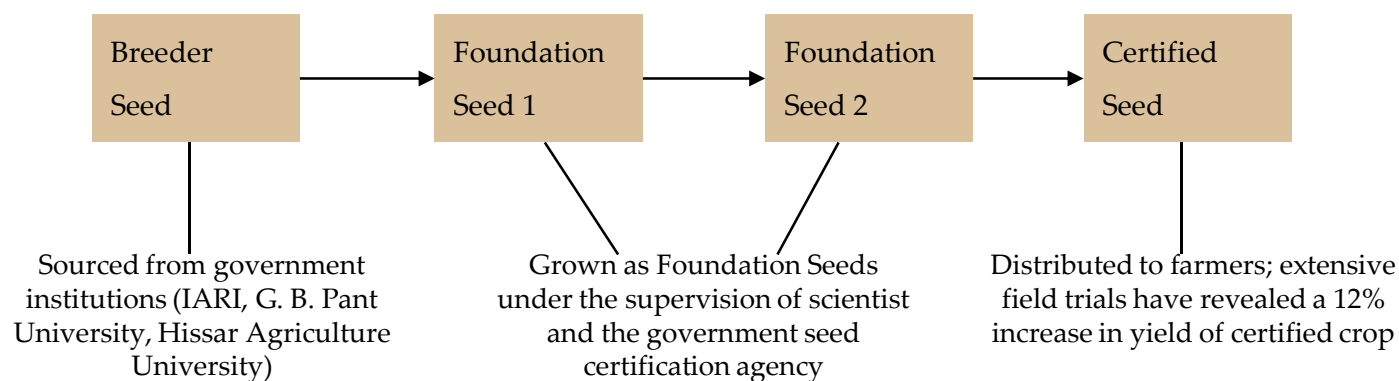 Breeder
Seed
Foundation
Seed 1
Foundation
Seed 2
Certified
Seed
Sourced from government
institutions (IARI, G. B. Pant
University, Hissar Agriculture
University)
Grown as Foundation Seeds
under the supervision of scientist
and the government seed
certification agency
Distributed to farmers; extensive
field trials have revealed a 12%
increase in yield of certified crop